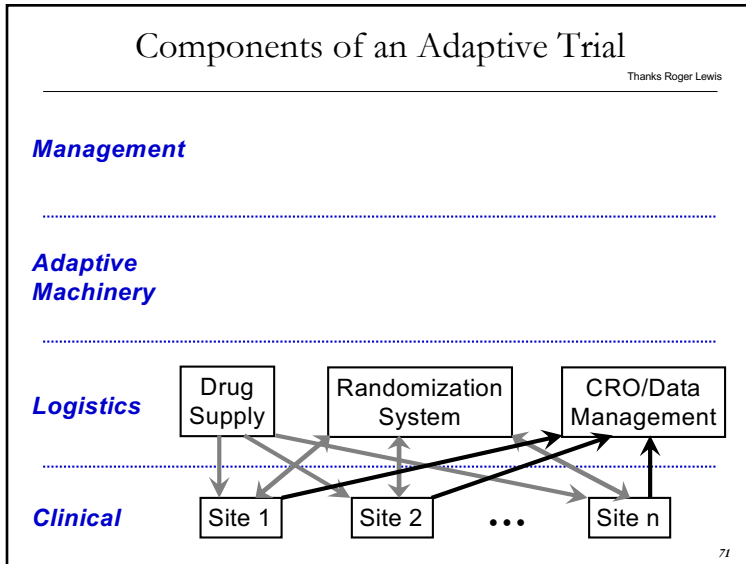 Components of an Adaptive Trial
Thanks Roger Lewis
Management
Adaptive
Machinery
Logistics
Drug
Supply
Randomization
System
CRO/Data
Management
Clinical
Site 1
Site 2
...
Site n
71